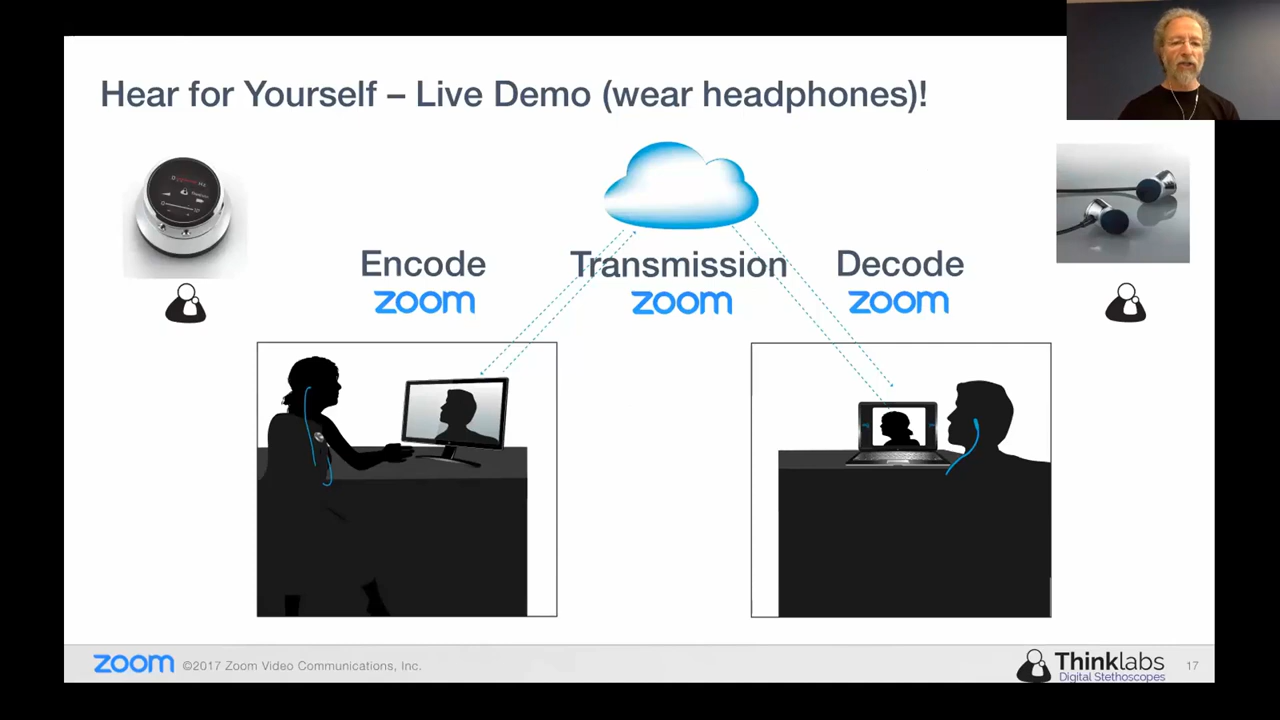 Hear for Yourself – Live Demo (wear headphones)!
Encode
zoom
Transmission
zoom
Decode
zoom
zoom ©2017 Zoom Video Communications, Inc.
Thinklabs
Digital Stethoscopes
17